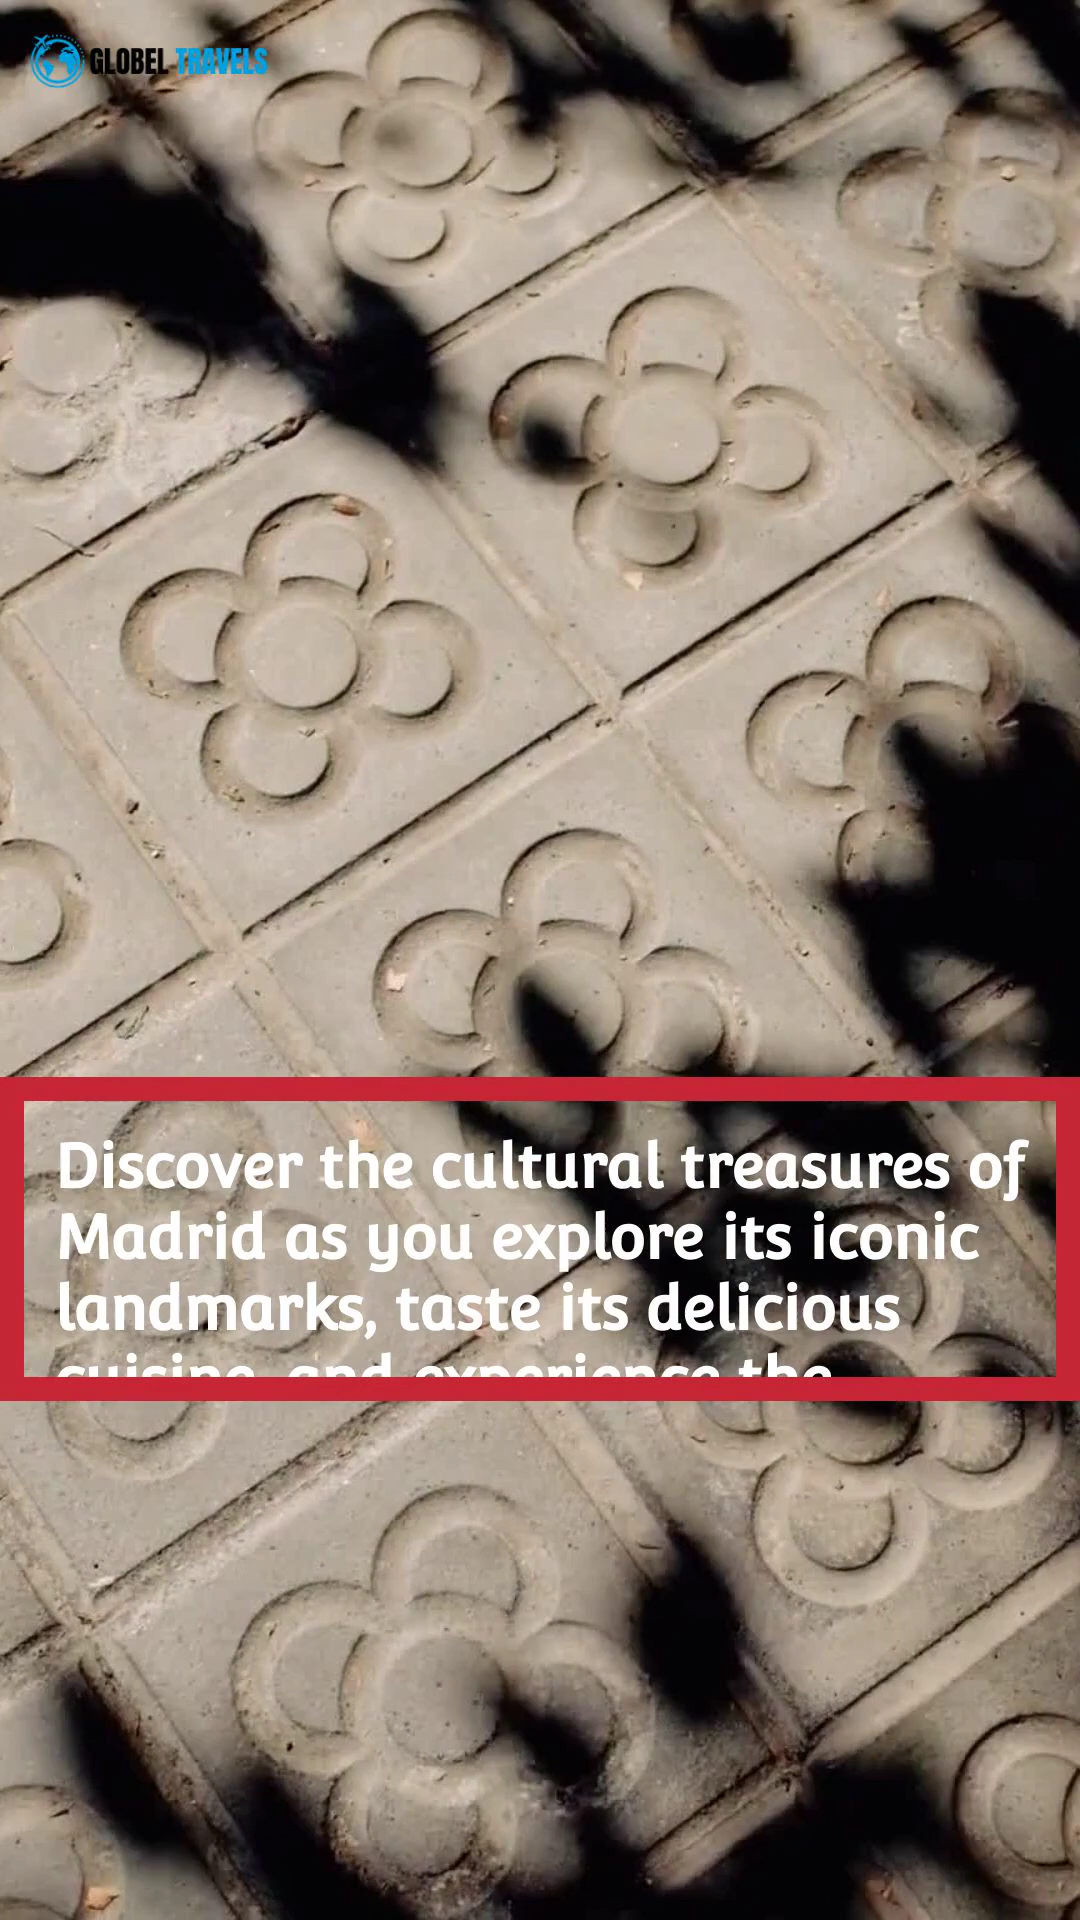 GLOBEL TRAVELS
Discover the cultural treasures of
Madrid as you explore its iconic
landmarks, taste its delicious
cuisine, and experience the